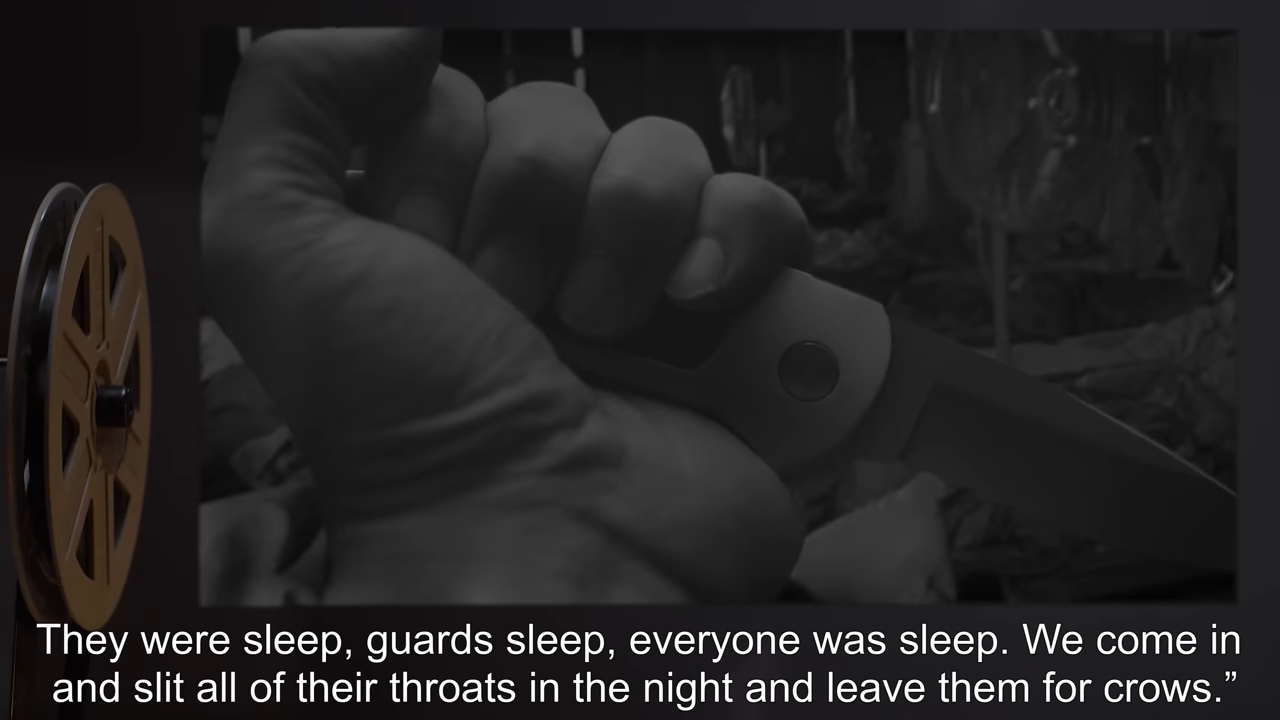 They were sleep, guards sleep, everyone was sleep. We come in
and slit all of their throats in the night and leave them for crows.”